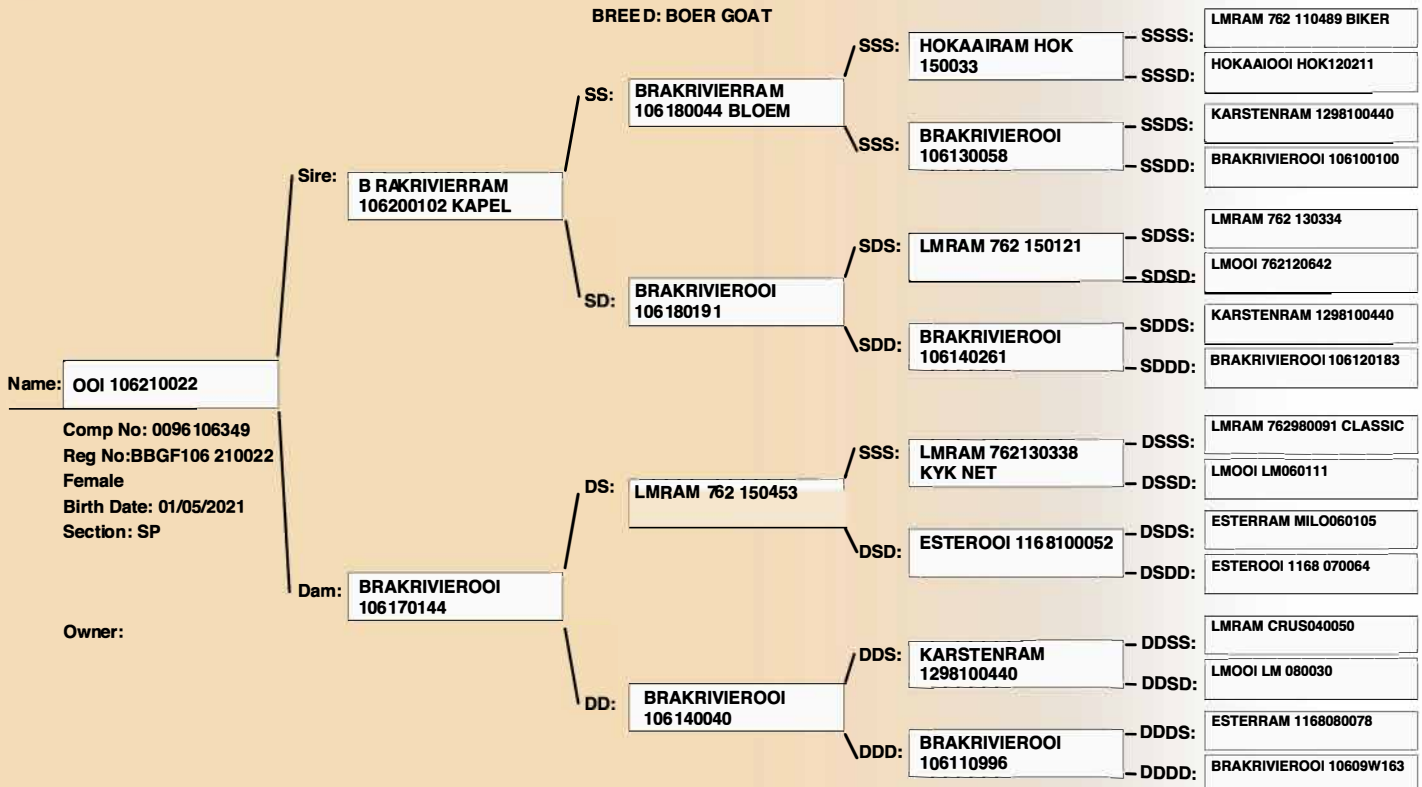 BREED: BOER GOAT
Name: OOI 106210022
Comp No: 0096106349
Reg No:BBGF106 210022
Female
Birth Date: 01/05/2021
Section: SP
Owner:
Sire: B RAKRIVIERRAM
106200102 KAPEL
Dam: BRAKRIVIEROOI
106170144
SS: BRAKRIVIERRAM
106180044 BLOEM
SD: BRAKRIVIEROOI
106180191
DS: LMRAM 762 150453
DD: BRAKRIVIEROOI
106140040
SSS: HOKAAIRAM HOK
150033
SSS: BRAKRIVIEROOI
106130058
SDS: LMRAM 762 150121
SDD: BRAKRIVIEROOI
106140261
SSS: LMRAM 762130338
KYK NET
DSD: ESTEROOI 1168100052
DDS: KARSTENRAM
1298100440
DDD: BRAKRIVIEROOI
106110996
SSSS: LMRAM 762 110489 BIKER
SSSD: HOKAAIOOI HOK120211
SSDS: KARSTENRAM 1298100440
SSDD: BRAKRIVIEROOI 106100100
SDSS: LMRAM 762 130334
SDSD: LMOOI 762120642
SDDS: KARSTENRAM 1298100440
SDDD: BRAKRIVIEROOI 106120183
DSSS: LMRAM 762980091 CLASSIC
DSSD: LMOOI LM060111
DSDS: ESTERRAM MILO060105
DSDD: ESTEROOI 1168 070064
DDSS: LMRAM CRUS040050
DDSD: LMOOI LM 080030
DDDS: ESTERRAM 1168080078
DDDD: BRAKRIVIEROOI 10609W163